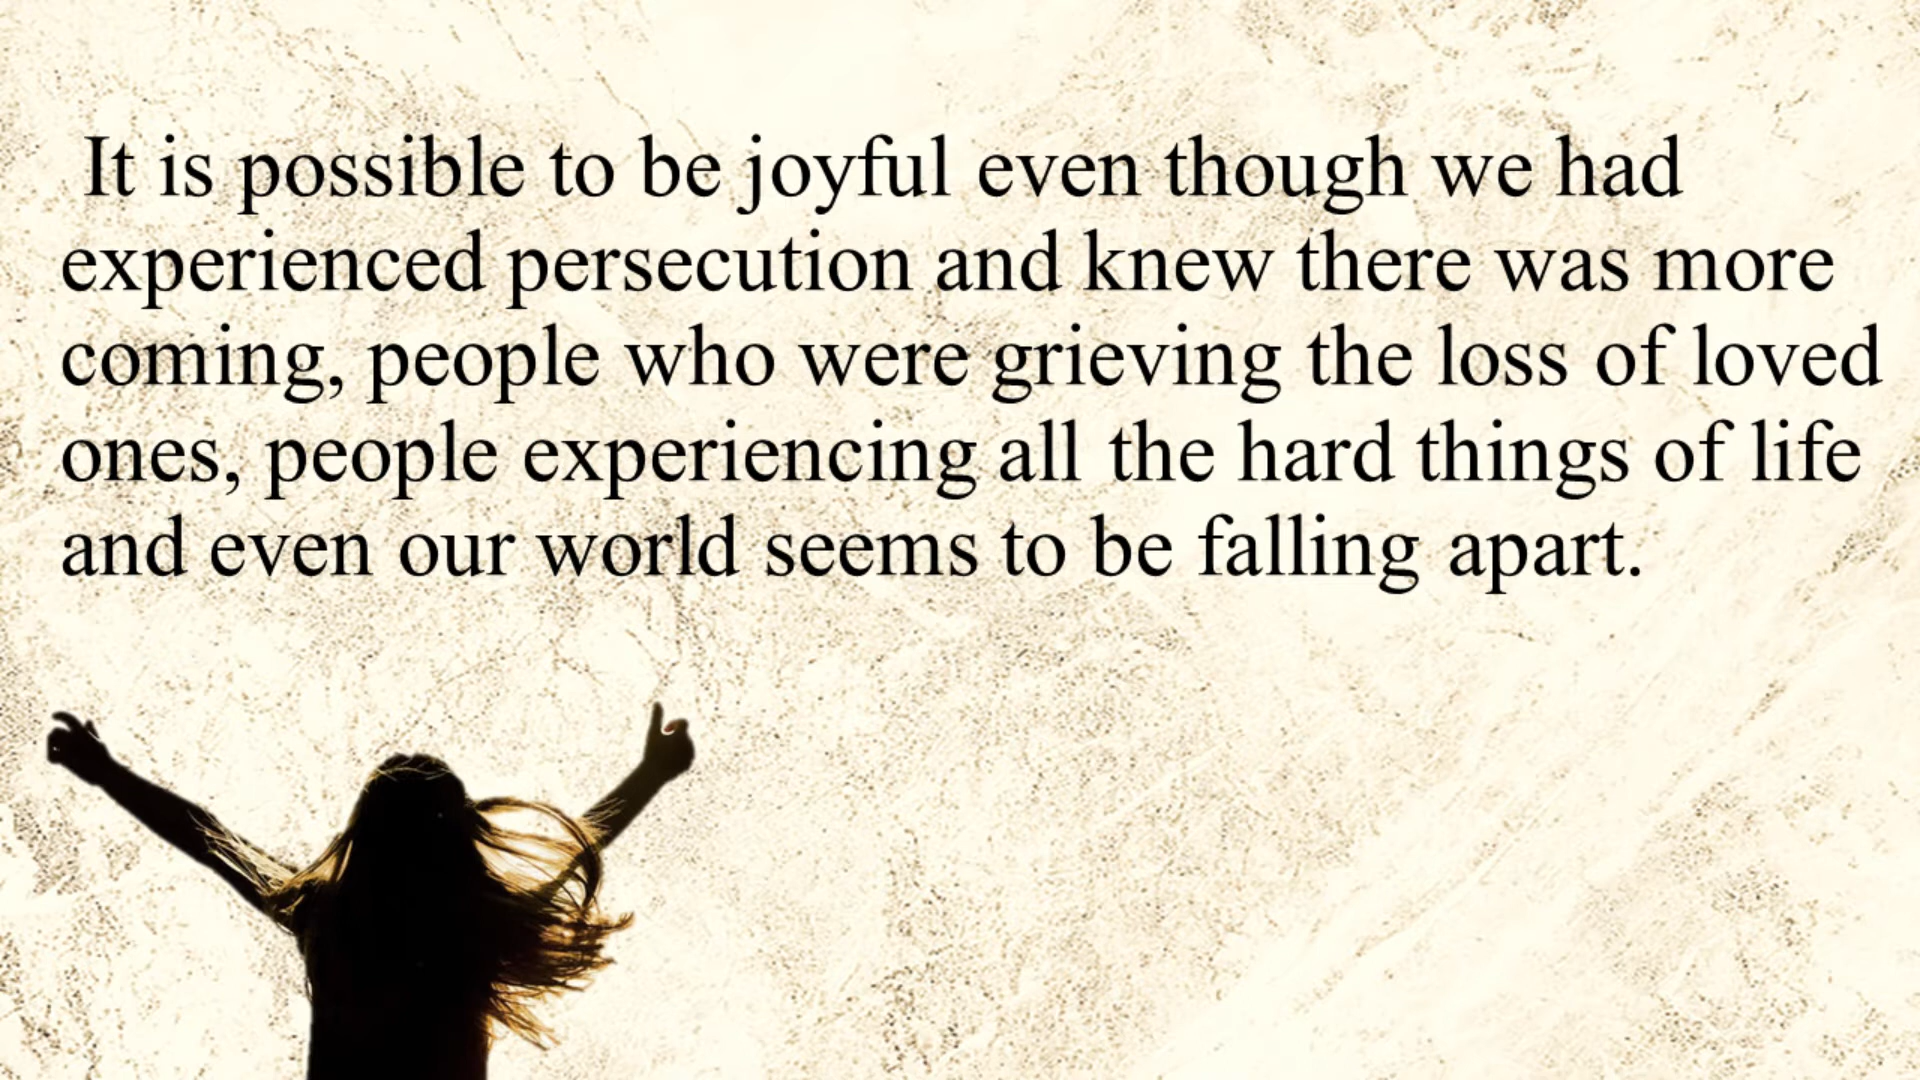 It is possible to be joyful even though we had
experienced persecution and knew there was more
coming, people who were grieving the loss of loved
ones, people experiencing all the hard things of life
and even our world seems to be falling apart.